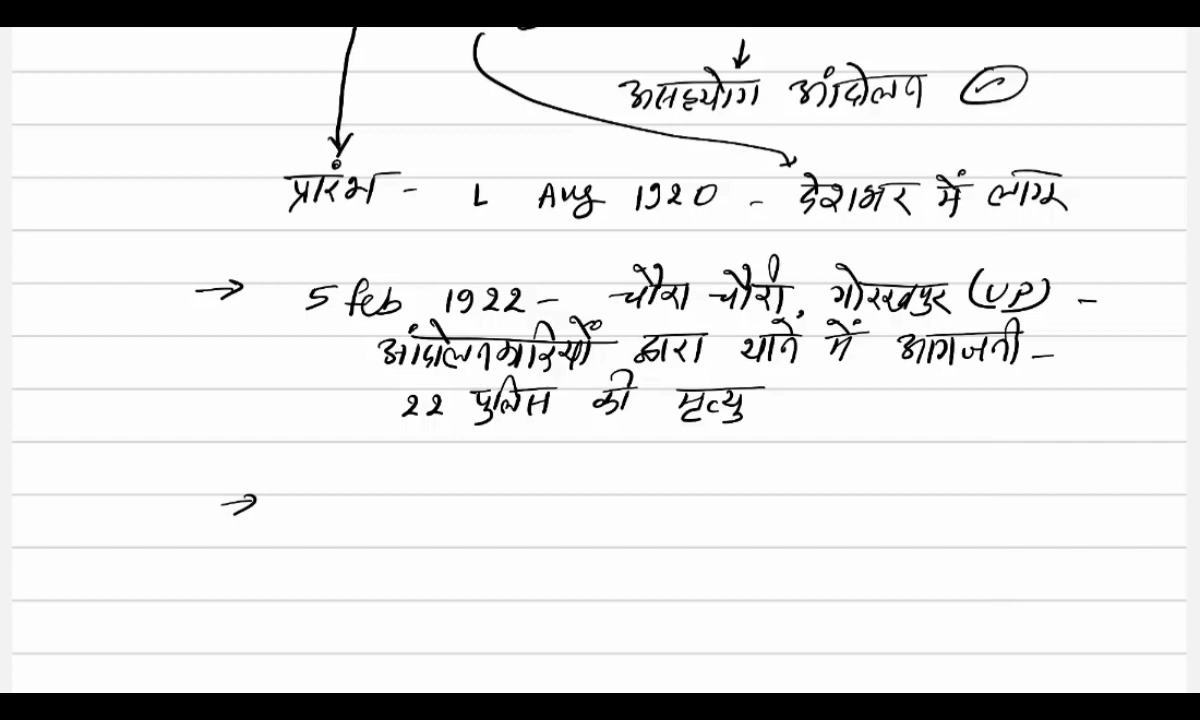 असहयोग आंदोलन
प्रारंभ - 1 Aug 1920 - देशभर में लागू
→ 5 feb 1922 - चौरा चौरी, गोरखपुर (UP) -
आंदोलनकारियों द्वारा थाने में आगजनी -
22 पुलिस की मृत्यु
→